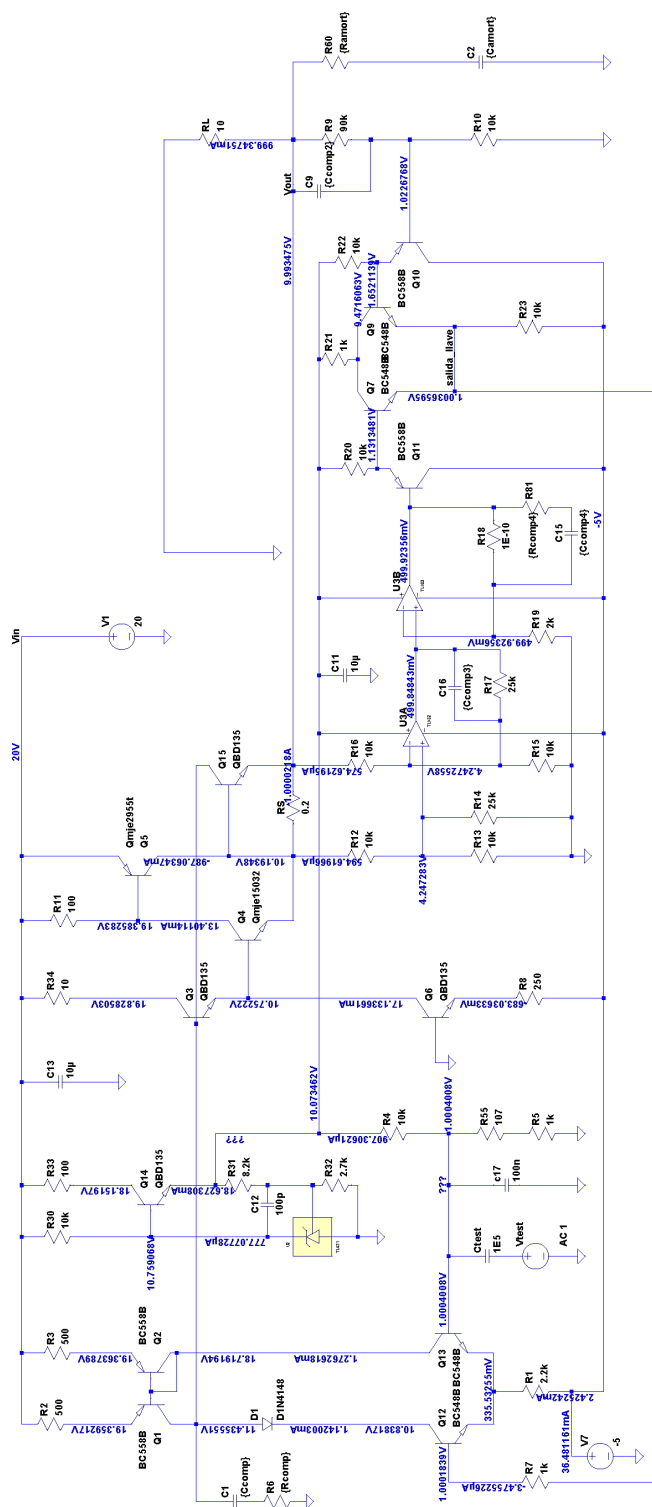 R60
{Ramort}
C2
{Camort}
RL
10
999.34751mA
R9
90k
R10
10k
C9
{Ccomp2}
Vout
9.993475V
1.0226768V
R22
10k
9.4716063V
1.6521139V
BC558B
Q10
R21
1k
Q9
BC548B
Q7
BC548B
salida_llave
R23
10k
1.0036595V
R20
10k
1.1313481V
BC558B
Q11
R81
{Rcomp4}
C15
{Ccomp4}
-5V
R18
1E-10
499.92356mV
U3B
R19
2k
499.92356mV
Vin
V1
20
20V
C11
10µ
499.84843mV
C16
{Ccomp3}
R17
25k
U3A
Q15
QBD135
1.0000218A
RS
0.2
R16
10k
574.62195µA
4.2472558V
R15
10k
R14
25k
Qmje2955t
Q5
-987.06347mA
10.19348V
R12
10k
594.61966µA
4.247283V
R13
10k
R11
100
19.385283V
13.40114mA
Q4
Qmje15032
R34
10
19.82503V
Q3
QBD135
10.75222V
17.133661mA
Q6
QBD135
-683.03633mV
R8
250
C13
10µ
10.073462V
???
R4
10k
907.30621µA
1.0004008V
R55
107
R5
1k
R33
100
18.15197V
Q14
QBD135
18.627308mA
R31
8.2k
C12
100p
R32
2.7k
U2
TL431
R30
10k
10.759068V
777.07728µA
???
c17
100n
Ctest
1E5
Vtest
AC 1
R3
500
BC558B
Q2
19.363789V
18.719194V
1.2762618mA
1.0004008V
Q13
BC548B
R2
500
19.359217V
BC558B
Q1
11.435551V
D1
D1N4148
1.142003mA
10.83817V
Q12
BC548B
335.53255mV
R1
2.2k
2.425242mA
1.0001839V
36.481161mA
V7
-5
R7
1k
-3.4755226µA
C1
{Ccomp}
R6
{Rcomp}